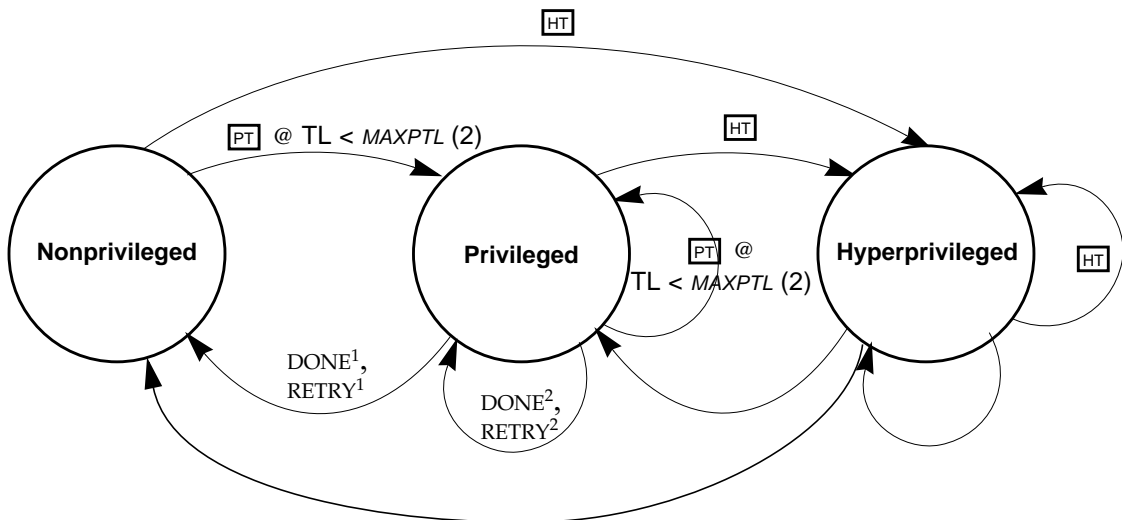 HT
PT @ TL < MAXPTL (2)
HT
Nonprivileged
Privileged
PT @
TL < MAXPTL (2)
Hyperprivileged
HT
DONE¹,
RETRY¹
DONE²,
RETRY²